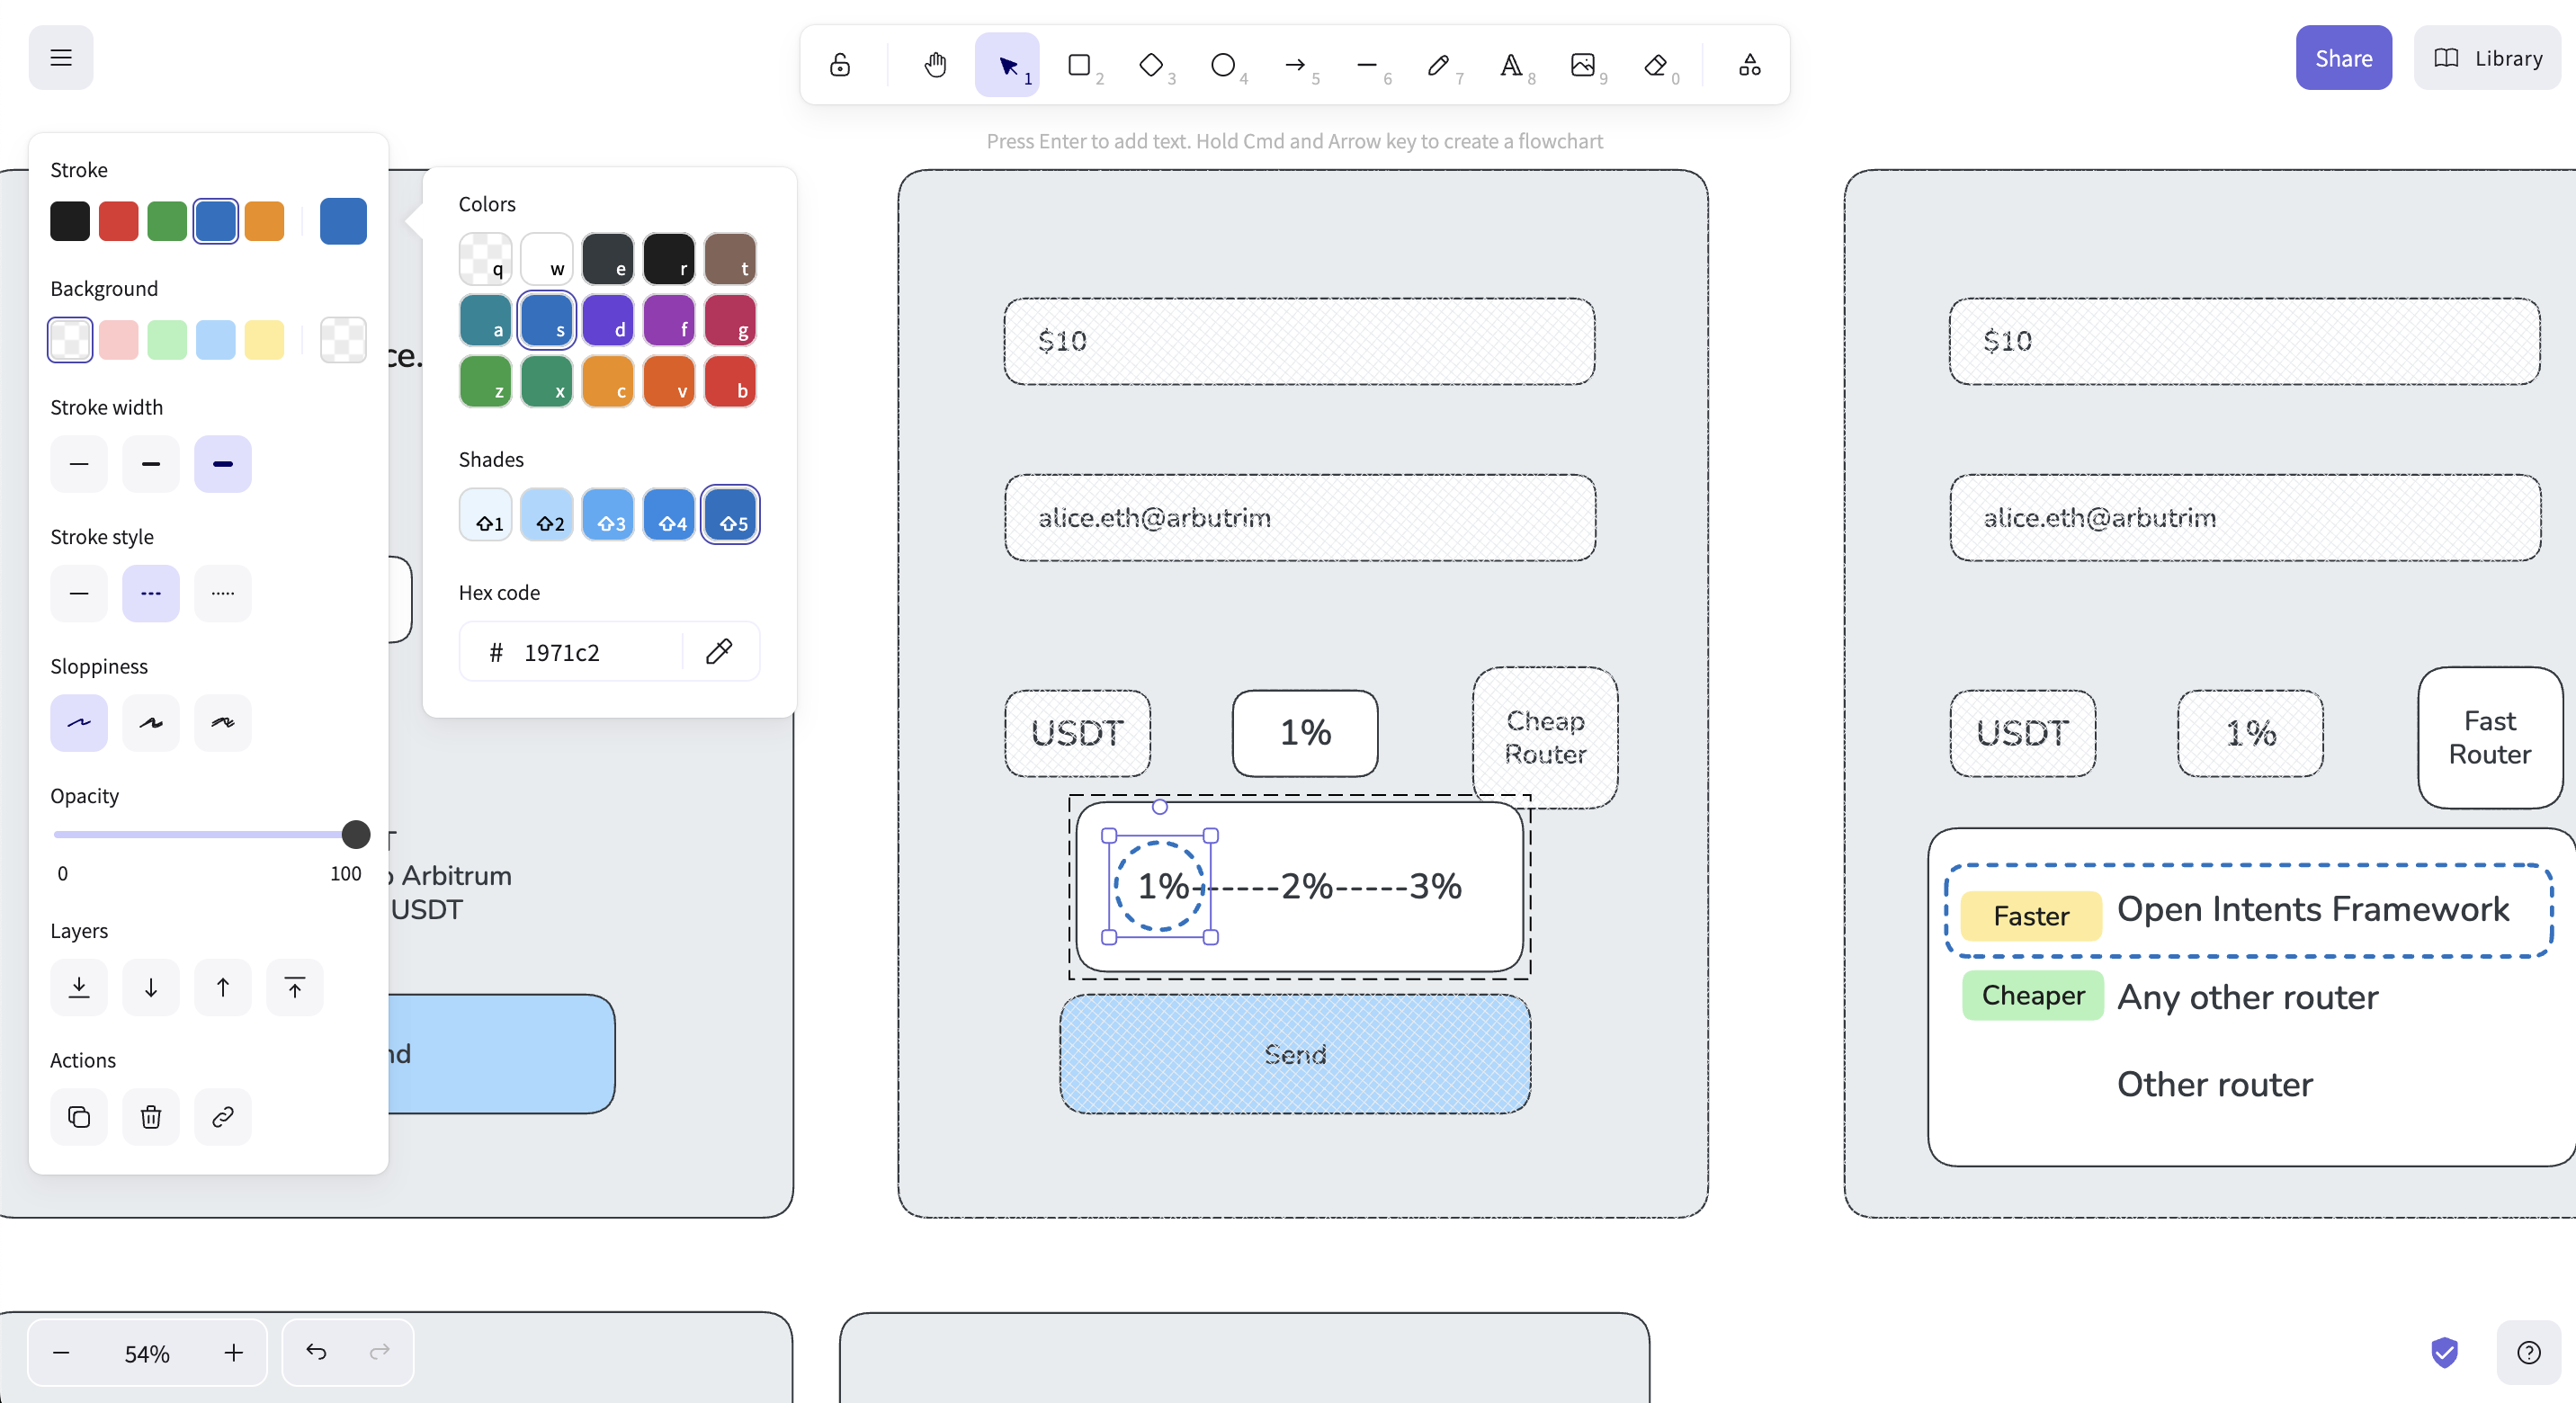 1
2
3
4
5
6
7
8
9
0
Share
Library
Press Enter to add text. Hold Cmd and Arrow key to create a flowchart
Stroke
Background
Stroke width
Stroke style
Sloppiness
Opacity
0
100
Layers
Actions
Colors
q w e r t
a s d f g
z x c v b
Shades
⇧1 ⇧2 ⇧3 ⇧4 ⇧5
Hex code
# 1971c2
ce.
Arbitrum
USDT
nd
$10
alice.eth@arbutrim
USDT
1%
Cheap
Router
1%------2%-----3%
Send
$10
alice.eth@arbutrim
USDT
1%
Fast
Router
Faster
Open Intents Framework
Cheaper
Any other router
Other router
54%